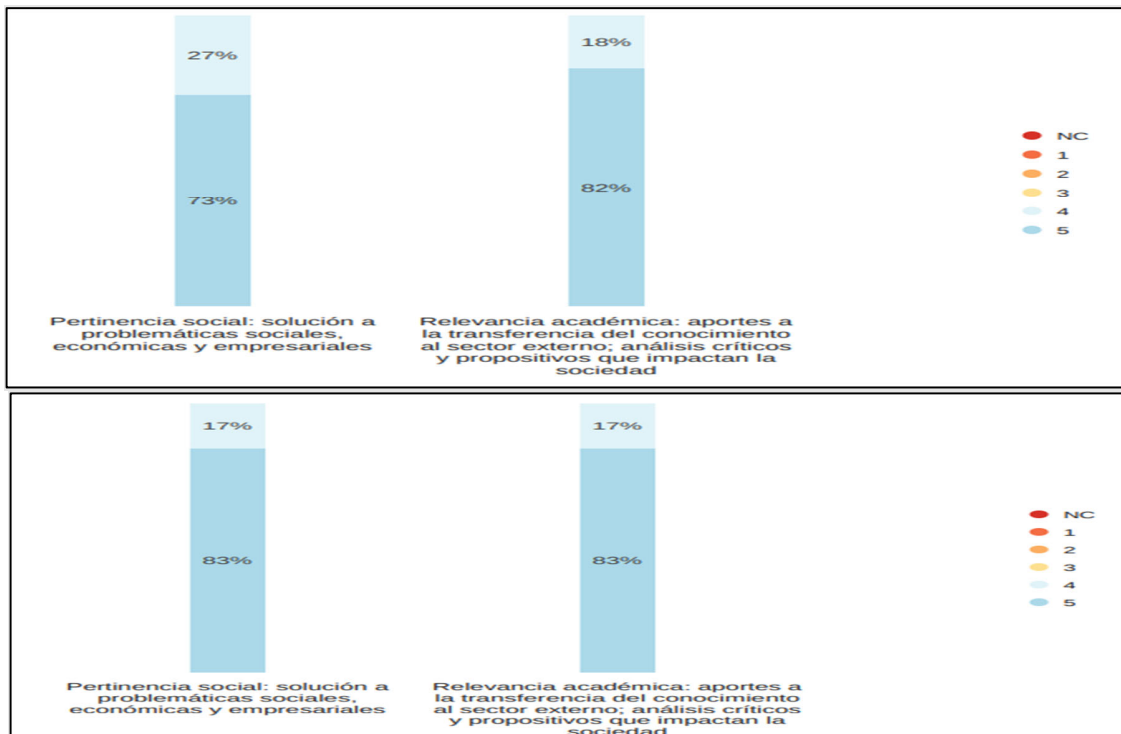 27%
18%
73%
82%
NC
1
2
3
4
5
Pertinencia social: solución a
problemáticas sociales,
económicas y empresariales
Relevancia académica: aportes a
la transferencia del conocimiento
al sector externo; análisis críticos
y propositivos que impactan la
sociedad
17%
17%
83%
83%
NC
1
2
3
4
5
Pertinencia social: solución a
problemáticas sociales,
económicas y empresariales
Relevancia académica: aportes a
la transferencia del conocimiento
al sector externo; análisis críticos
y propositivos que impactan la
sociedad